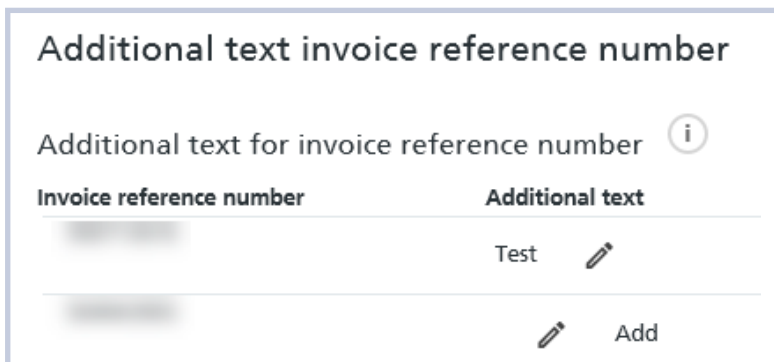 Additional text invoice reference number
Additional text for invoice reference number i
Invoice reference number Additional text
Test
Add